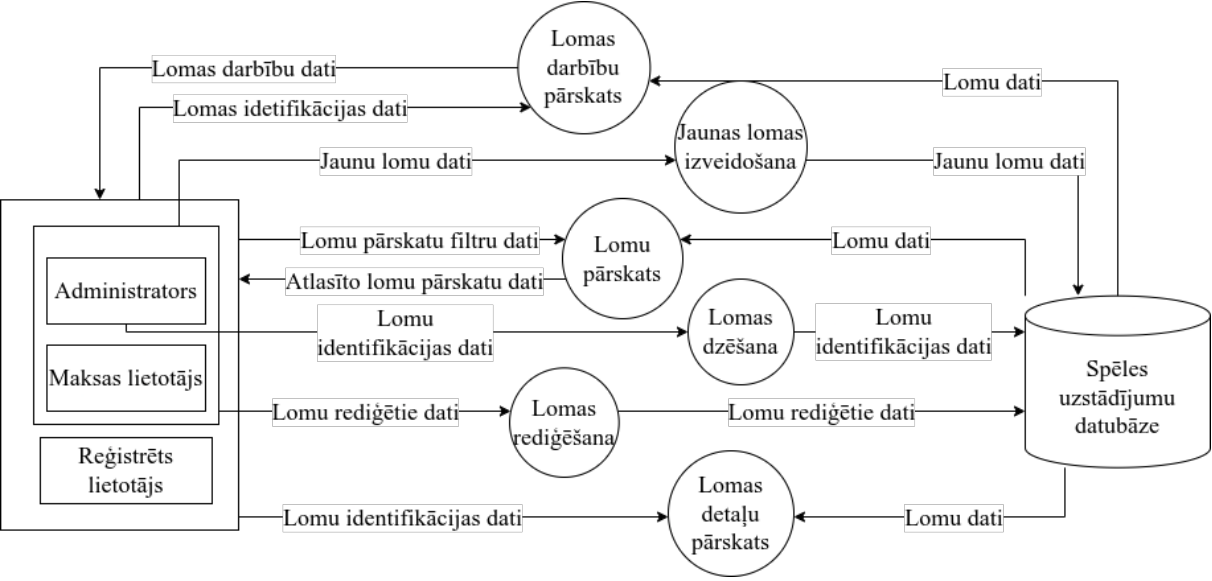 Lomas
darbību
pārskats
Lomas darbību dati
Lomu dati
Lomas idetifikācijas dati
Jaunas lomas
izveidošana
Jaunu lomu dati
Jaunu lomu dati
Lomu pārskatu filtru dati
Lomu
pārskats
Lomu dati
Atlasīto lomu pārskatu dati
Administrators
Lomu
identifikācijas dati
Lomas
dzēšana
Lomu
identifikācijas dati
Maksas lietotājs
Spēles
uzstādījumu
datubāze
Lomu rediģētie dati
Lomas
rediģēšana
Lomu rediģētie dati
Reģistrēts
lietotājs
Lomu identifikācijas dati
Lomas
detaļu
pārskats
Lomu dati